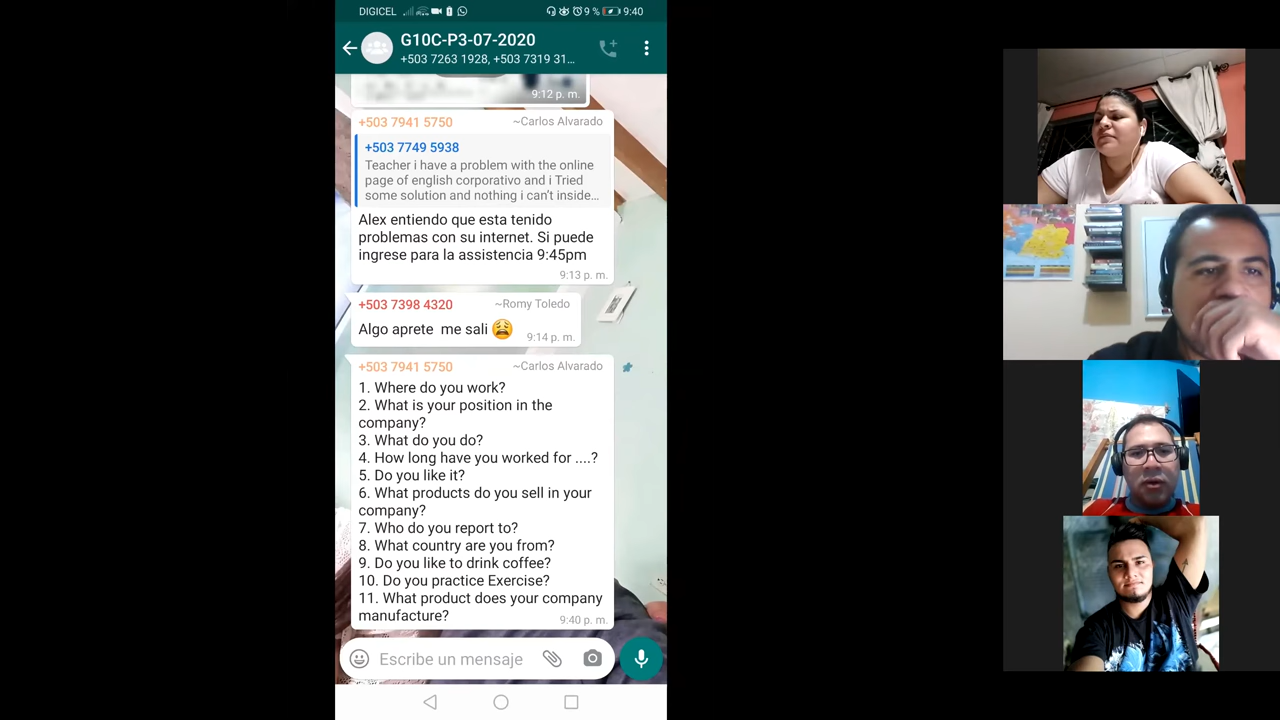 DIGICEL 9 % 9:40
G10C-P3-07-2020
+503 7263 1928, +503 7319 31...
9:12 p. m.
+503 7941 5750 ~Carlos Alvarado
+503 7749 5938
Teacher i have a problem with the online
page of english corporativo and i Tried
some solution and nothing i can't inside...
Alex entiendo que esta tenido
problemas con su internet. Si puede
ingrese para la assistencia 9:45pm
9:13 p. m.
+503 7398 4320 ~Romy Toledo
Algo aprete me sali 😩
9:14 p. m.
+503 7941 5750 ~Carlos Alvarado
1. Where do you work?
2. What is your position in the
company?
3. What do you do?
4. How long have you worked for ....?
5. Do you like it?
6. What products do you sell in your
company?
7. Who do you report to?
8. What country are you from?
9. Do you like to drink coffee?
10. Do you practice Exercise?
11. What product does your company
manufacture?
9:40 p. m.
Escribe un mensaje